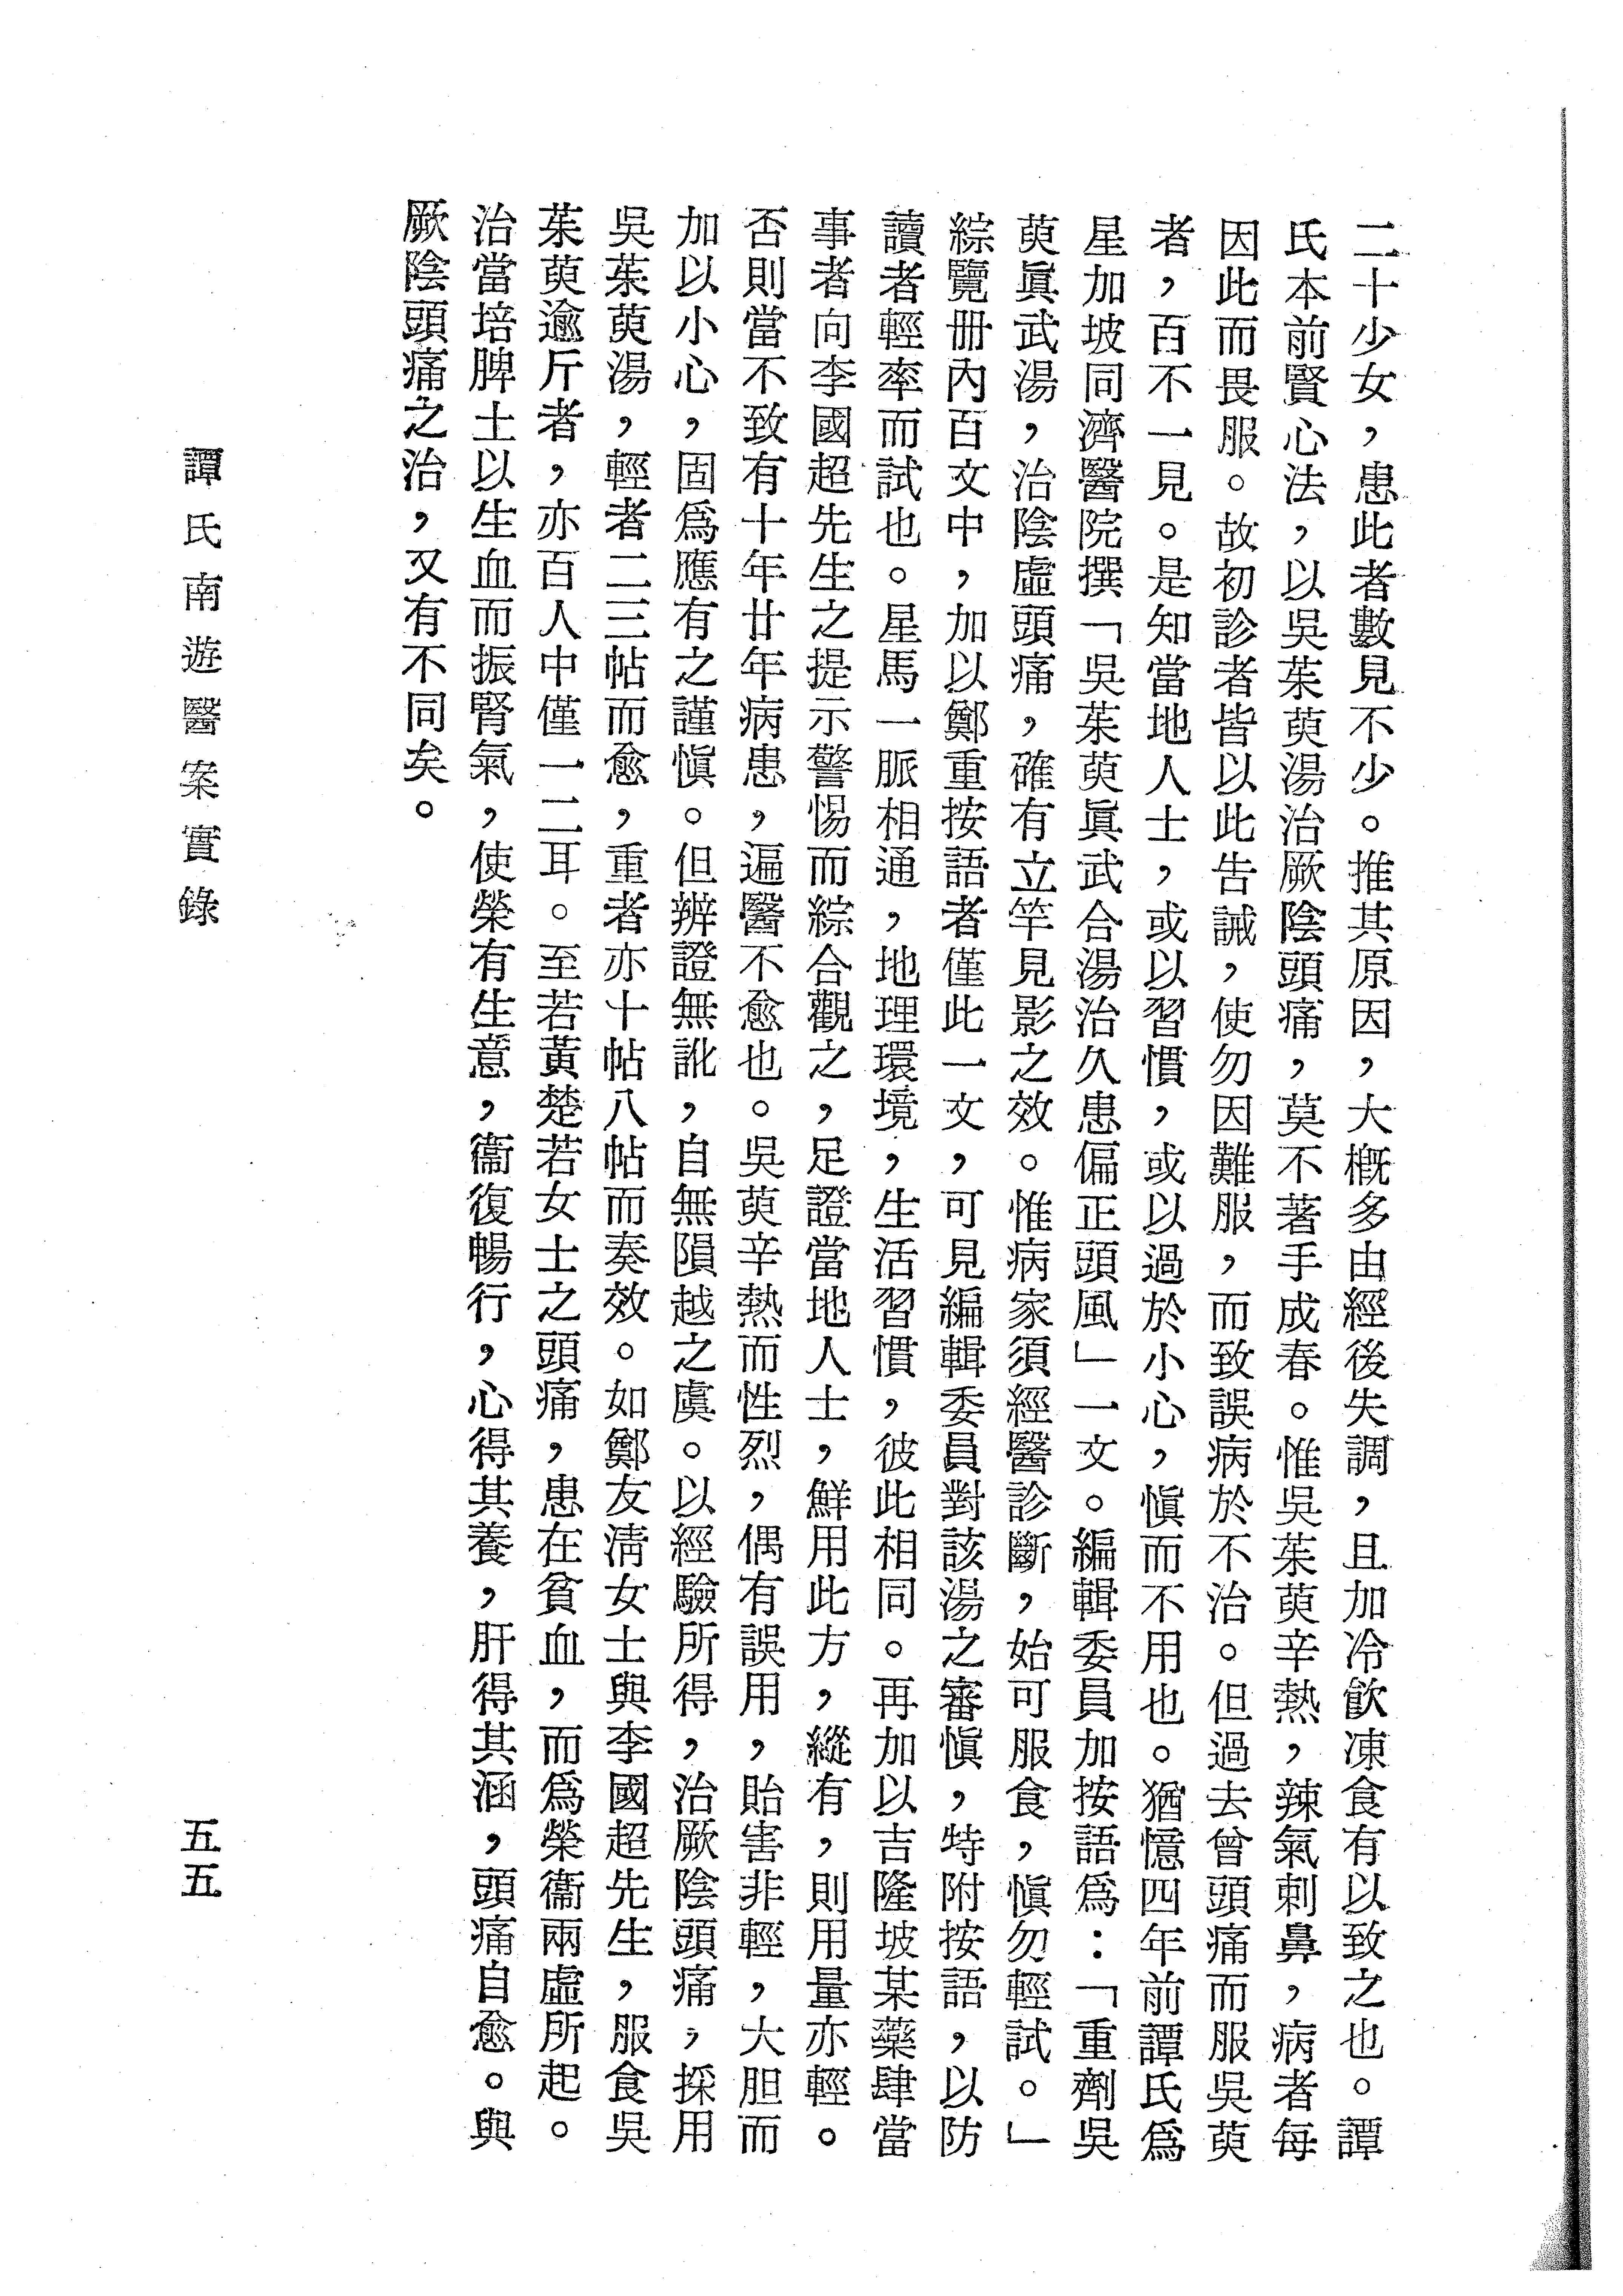 二十少女，患此者數見不少。推其原因，大概多由經後失調，且加冷飲凍食有以致之也。譚
氏本前賢心法，以吳茱萸湯治厥陰頭痛，莫不著手成春。惟吳茱萸辛熱，辣氣刺鼻，病者每
因此而畏服。故初診者皆以此告誡，使勿因難服，而致誤病於不治。但過去曾頭痛而服吳萸
者，百不一見。是知當地人士，或以習慣，或以過於小心，愼而不用也。猶憶四年前譚氏爲
星加坡同濟醫院撰「吳茱萸眞武合湯治久患偏正頭風」一文。編輯委員加按語爲：「重劑吳
萸眞武湯，治陰虛頭痛，確有立竿見影之效。惟病家須經醫診斷，始可服食，愼勿輕試。」
綜覽册內百文中，加以鄭重按語者僅此一文，可見編輯委員對該湯之審愼，特附按語，以防
讀者輕率而試也。星馬一脈相通，地理環境，生活習慣，彼此相同。再加以吉隆坡某藥肆當
事者向李國超先生之提示警惕而綜合觀之，足證當地人士，鮮用此方，縱有，則用量亦輕。
否則當不致有十年廿年病患，遍醫不愈也。吳萸辛熱而性烈，偶有誤用，貽害非輕，大胆而
加以小心，固爲應有之謹愼。但辨證無訛，自無隕越之虞。以經驗所得，治厥陰頭痛，採用
吳茱萸湯，輕者二三帖而愈，重者亦十帖八帖而奏效。如鄭友淸女士與李國超先生，服食吳
茱萸逾斤者，亦百人中僅一二耳。至若黃楚若女士之頭痛，患在貧血，而爲榮衞兩虛所起。
治當培脾土以生血而振腎氣，使榮有生意，衞復暢行，心得其養，肝得其涵，頭痛自愈。與
厥陰頭痛之治，又有不同矣。
譚氏南遊醫案實錄
五五